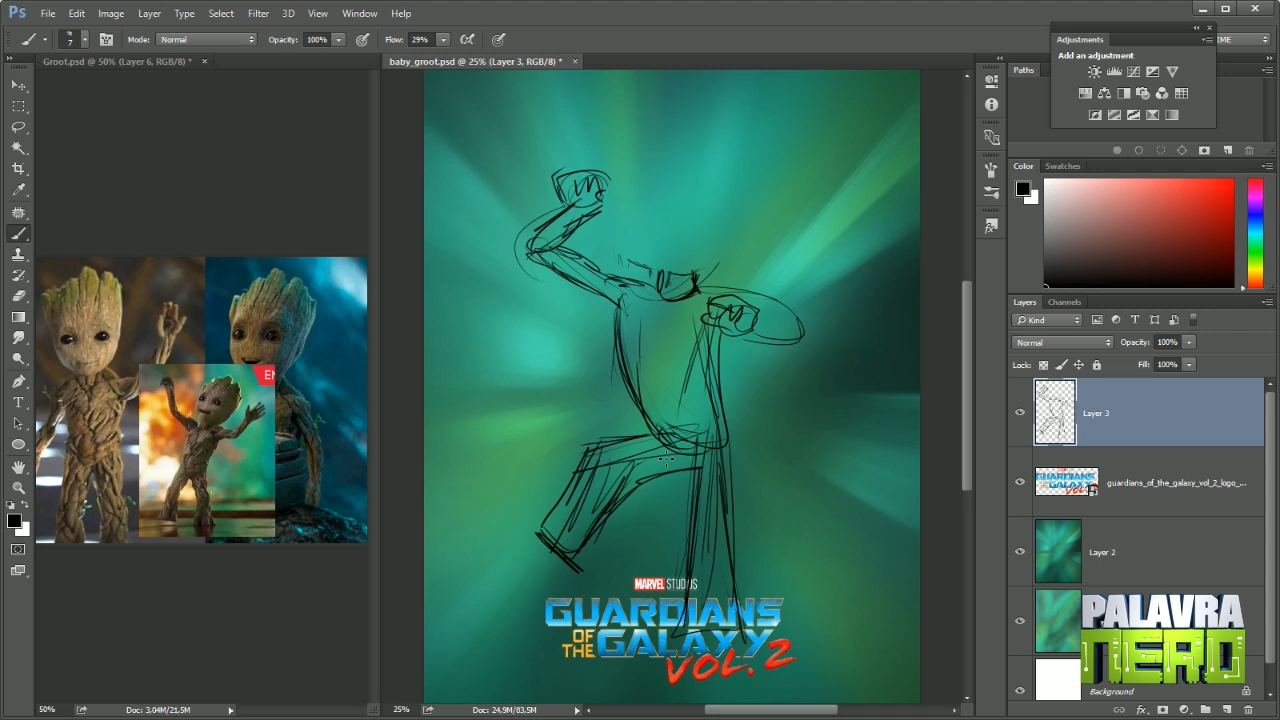 Ps File Edit Image Layer Type Select Filter 3D View Window Help
7 Mode: Normal Opacity: 100% Flow: 29%
Groot.psd @ 50% (Layer 6, RGB/8) * ×
baby_groot.psd @ 25% (Layer 3, RGB/8) * ×
Adjustments
Add an adjustment
Paths
Color Swatches
Layers Channels
Kind
Normal Opacity: 100%
Lock: Fill: 100%
Layer 3
guardians_of_the_galaxy_vol_2_logo_...
Layer 2
Background
PALAVRA
NERD
MARVEL STUDIOS
GUARDIANS
OF THE GALAXY
VOL. 2
50% Doc: 3,04M/21,5M
25% Doc: 24,9M/83,5M